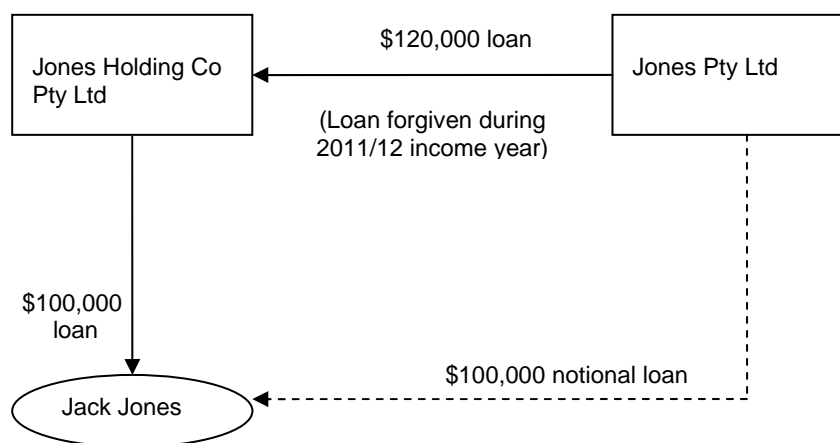 $120,000 loan
Jones Holding Co
Pty Ltd
Jones Pty Ltd
(Loan forgiven during
2011/12 income year)
$100,000
loan
$100,000 notional loan
Jack Jones